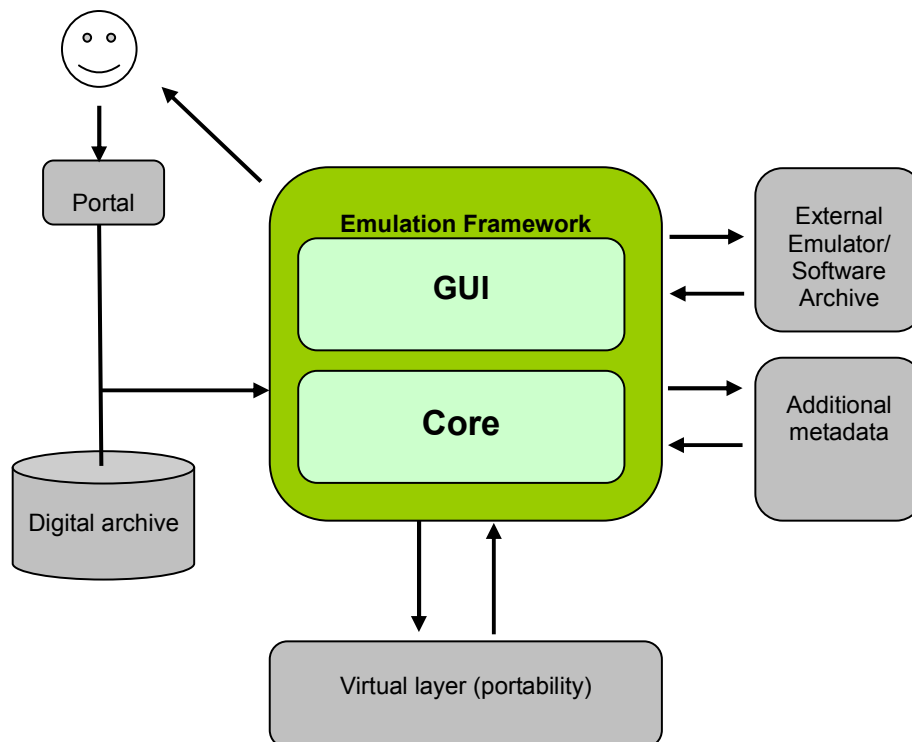 Portal
Digital archive
Emulation Framework
GUI
Core
External
Emulator/
Software
Archive
Additional
metadata
Virtual layer (portability)